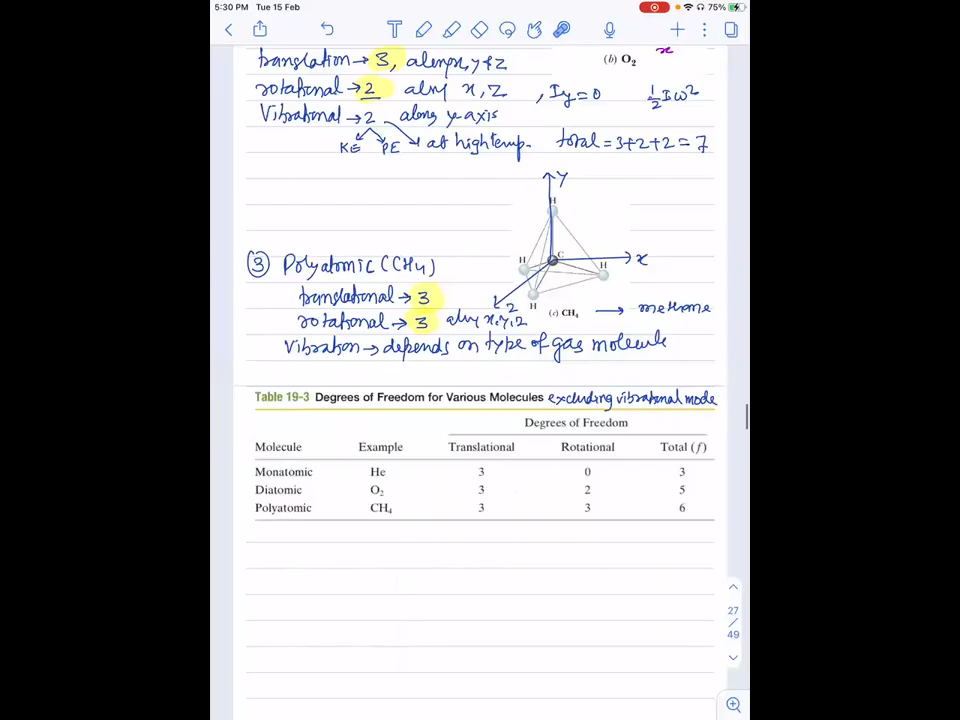 5:30 PM Tue 15 Feb 75%
x
translation → 3, along x, y & z
(b) O2
rotational → 2 along x, z , Iy = 0 ½Iω²
Vibrational → 2 along y axis
KE PE → at high temp. total = 3+2+2 = 7
y
H
C
H H x
③ Polyatomic (CH4)
translational → 3
H z (c) CH4 → methane
rotational → 3 along x, y, z
Vibration → depends on type of gas molecule
Table 19-3 Degrees of Freedom for Various Molecules excluding vibrational mode
Degrees of Freedom
Molecule Example Translational Rotational Total (f)
Monatomic He 3 0 3
Diatomic O2 3 2 5
Polyatomic CH4 3 3 6
27
/
49